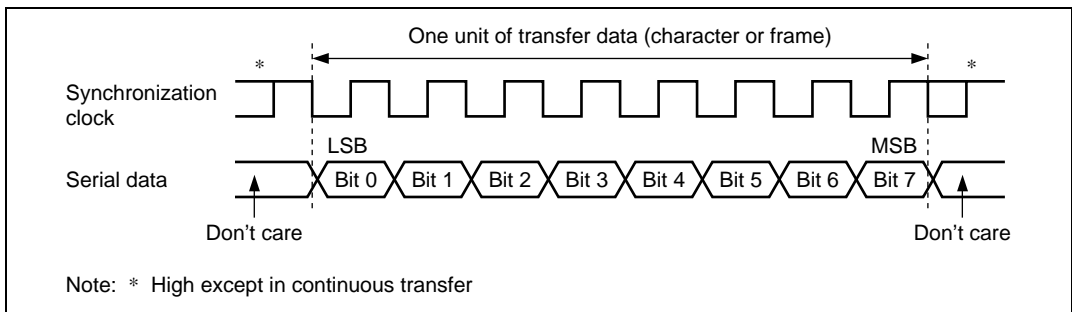 One unit of transfer data (character or frame)
* *
Synchronization
clock
LSB MSB
Serial data Bit 0 Bit 1 Bit 2 Bit 3 Bit 4 Bit 5 Bit 6 Bit 7
Don't care Don't care
Note: * High except in continuous transfer